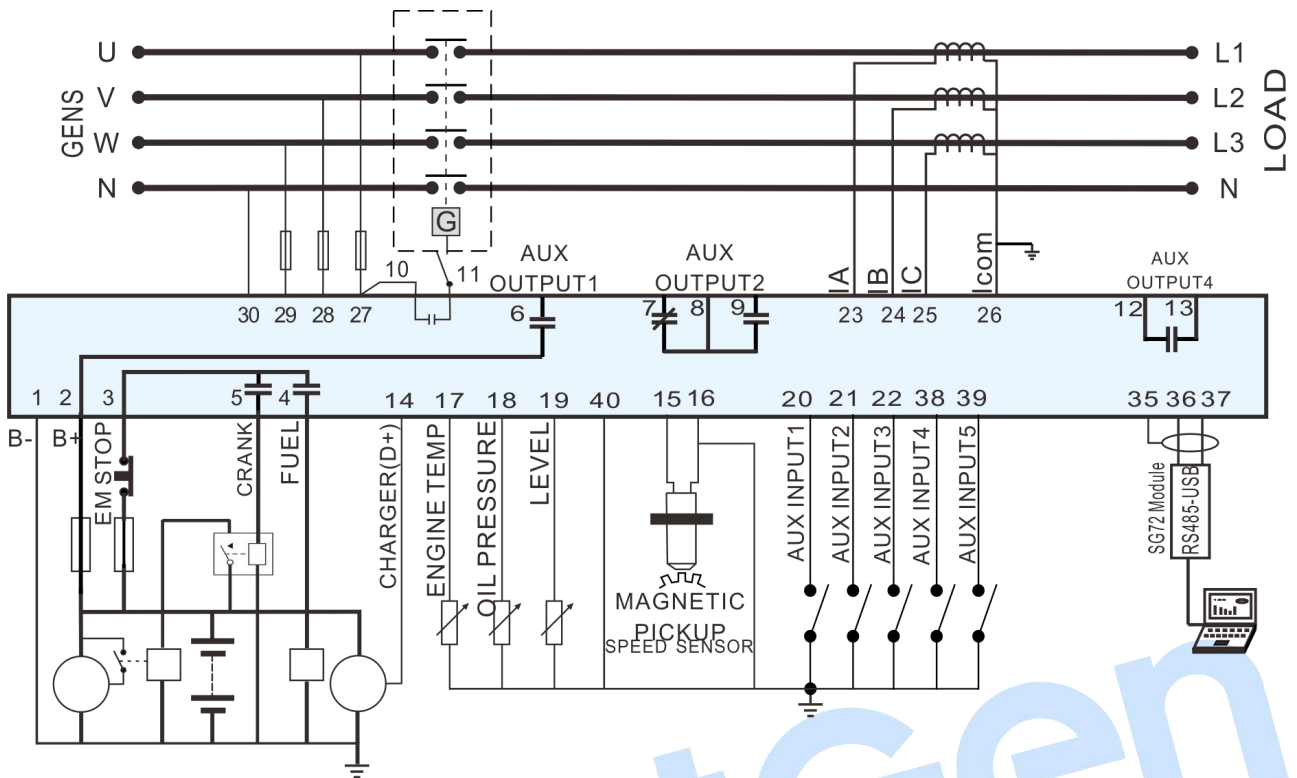 U
V
W
N
GENS
L1
L2
L3
N
LOAD
G
10
11
AUX
OUTPUT1
AUX
OUTPUT2
IA
IB
IC
Icom
AUX
OUTPUT4
30 29 28 27
6
7 8 9
23 24 25 26
12 13
1 2 3 5 4 14 17 18 19 40 15 16 20 21 22 38 39 35 36 37
B- B+
EM STOP
CRANK
FUEL
CHARGER(D+)
ENGINE TEMP
OIL PRESSURE
LEVEL
MAGNETIC
PICKUP
SPEED SENSOR
AUX INPUT1
AUX INPUT2
AUX INPUT3
AUX INPUT4
AUX INPUT5
SG72 Module
RS485-USB